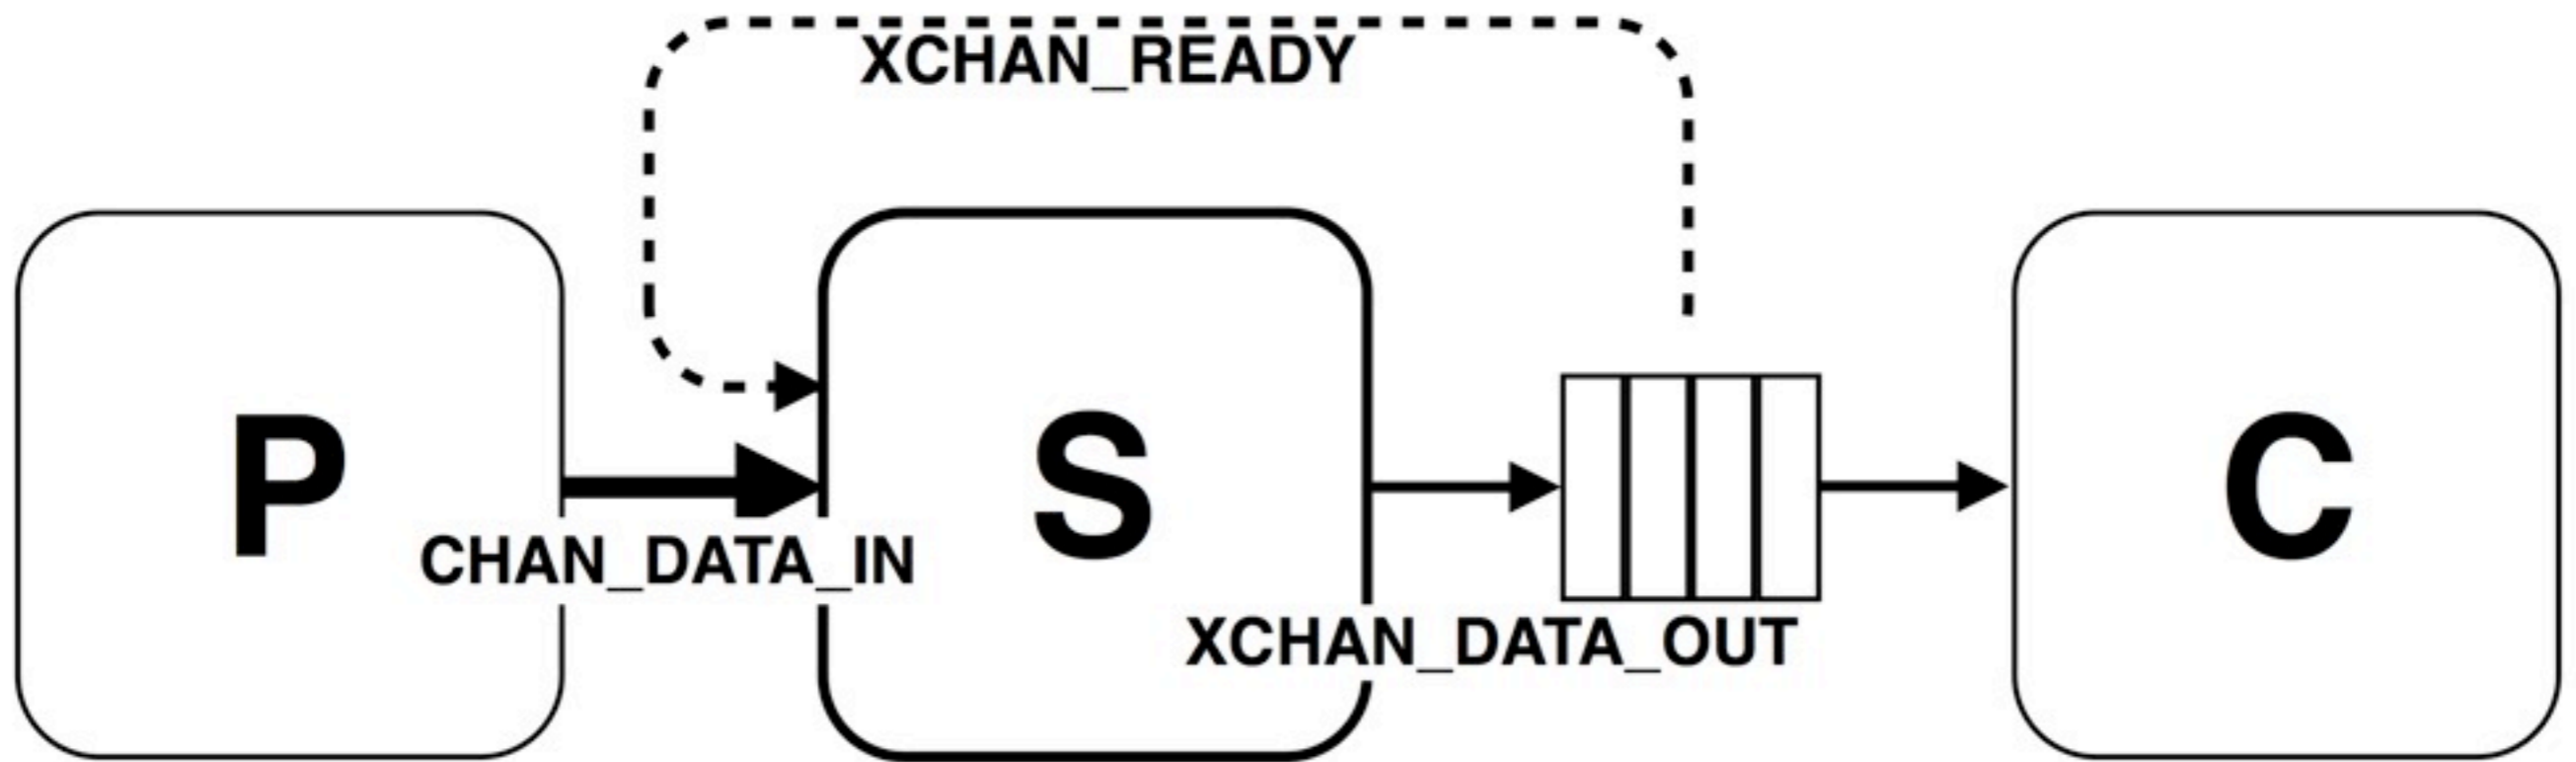 XCHAN_READY
P
S
C
CHAN_DATA_IN
XCHAN_DATA_OUT